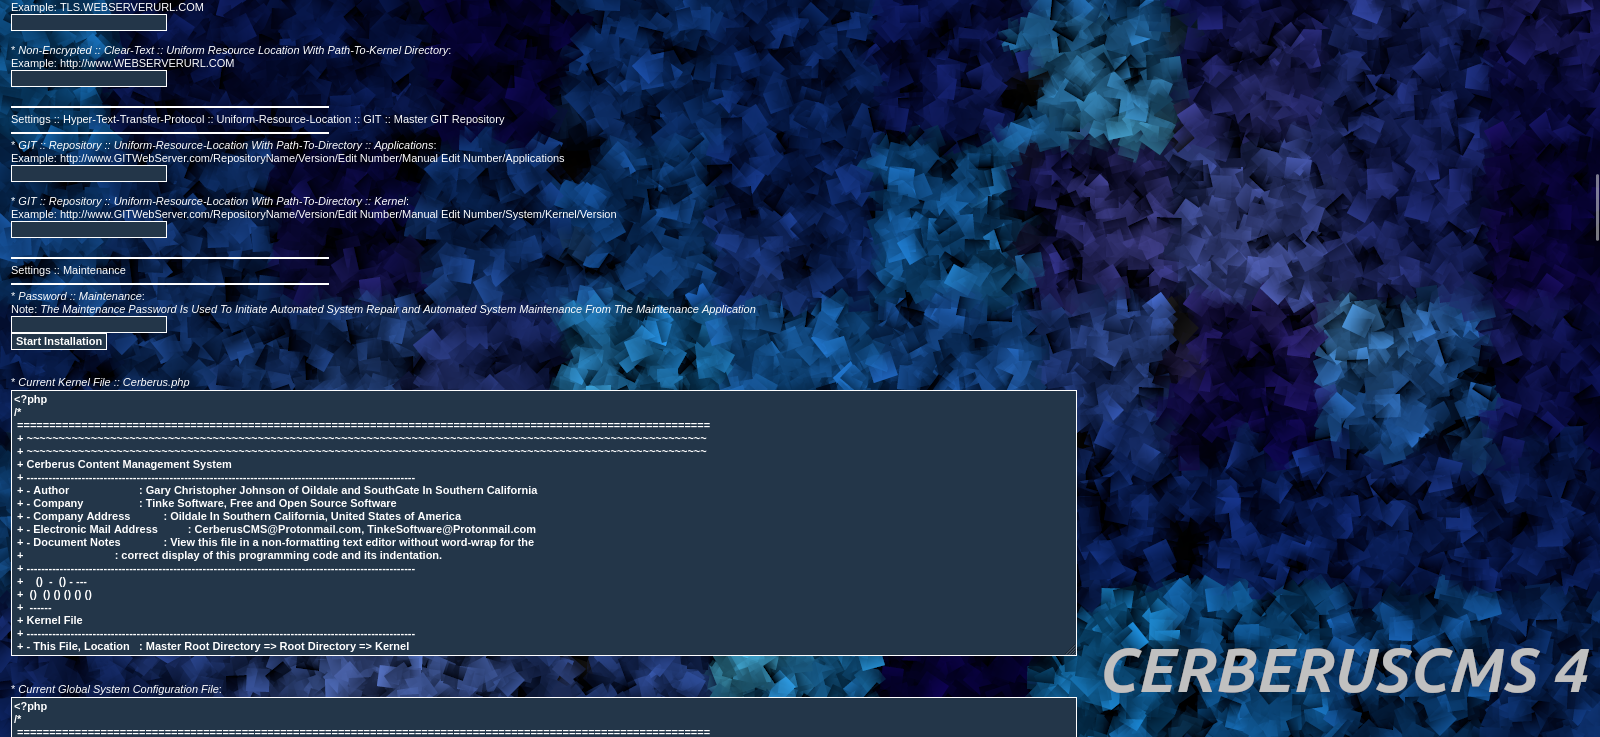 Example: TLS.WEBSERVERURL.COM
* Non-Encrypted :: Clear-Text :: Uniform Resource Location With Path-To-Kernel Directory:
Example: http://www.WEBSERVERURL.COM
Settings :: Hyper-Text-Transfer-Protocol :: Uniform-Resource-Location :: GIT :: Master GIT Repository
* GIT :: Repository :: Uniform-Resource-Location With Path-To-Directory :: Applications:
Example: http://www.GITWebServer.com/RepositoryName/Version/Edit Number/Manual Edit Number/Applications
* GIT :: Repository :: Uniform-Resource-Location With Path-To-Directory :: Kernel:
Example: http://www.GITWebServer.com/RepositoryName/Version/Edit Number/Manual Edit Number/System/Kernel/Version
Settings :: Maintenance
* Password :: Maintenance:
Note: The Maintenance Password Is Used To Initiate Automated System Repair and Automated System Maintenance From The Maintenance Application
Start Installation
* Current Kernel File :: Cerberus.php
<?php
/*
=================================================================================================================
+ ~~~~~~~~~~~~~~~~~~~~~~~~~~~~~~~~~~~~~~~~~~~~~~~~~~~~~~~~~~~~~~~~~~~~~~~~~~~~~~~~~~~~~~~~~~~~~~~~~~~~~~~~~
+ ~~~~~~~~~~~~~~~~~~~~~~~~~~~~~~~~~~~~~~~~~~~~~~~~~~~~~~~~~~~~~~~~~~~~~~~~~~~~~~~~~~~~~~~~~~~~~~~~~~~~~~~~~
+ Cerberus Content Management System
+ ------------------------------------------------------------------------------------------------------------
+ - Author : Gary Christopher Johnson of Oildale and SouthGate In Southern California
+ - Company : Tinke Software, Free and Open Source Software
+ - Company Address : Oildale In Southern California, United States of America
+ - Electronic Mail Address : CerberusCMS@Protonmail.com, TinkeSoftware@Protonmail.com
+ - Document Notes : View this file in a non-formatting text editor without word-wrap for the
+ : correct display of this programming code and its indentation.
+ ------------------------------------------------------------------------------------------------------------
+ () - () - ---
+ () () () () () ()
+ ------
+ Kernel File
+ ------------------------------------------------------------------------------------------------------------
+ - This File, Location : Master Root Directory => Root Directory => Kernel
CERBERUSCMS 4
* Current Global System Configuration File:
<?php
/*
=================================================================================================================